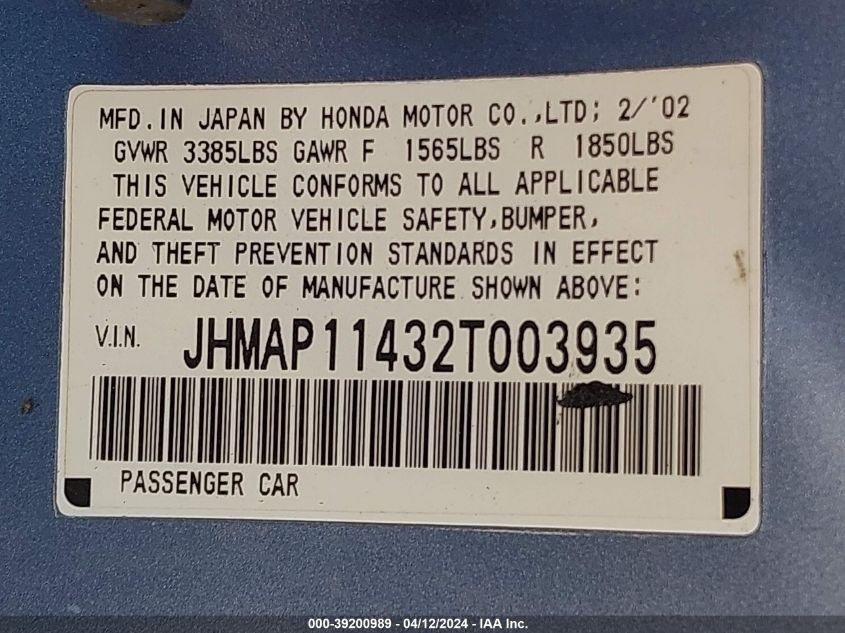 MFD.IN JAPAN BY HONDA MOTOR CO.,LTD; 2/'02
GVWR 3385LBS GAWR F 1565LBS R 1850LBS
THIS VEHICLE CONFORMS TO ALL APPLICABLE
FEDERAL MOTOR VEHICLE SAFETY,BUMPER,
AND THEFT PREVENTION STANDARDS IN EFFECT
ON THE DATE OF MANUFACTURE SHOWN ABOVE:
V.I.N. JHMAP11432T003935
PASSENGER CAR
000-39200989 - 04/12/2024 - IAA Inc.